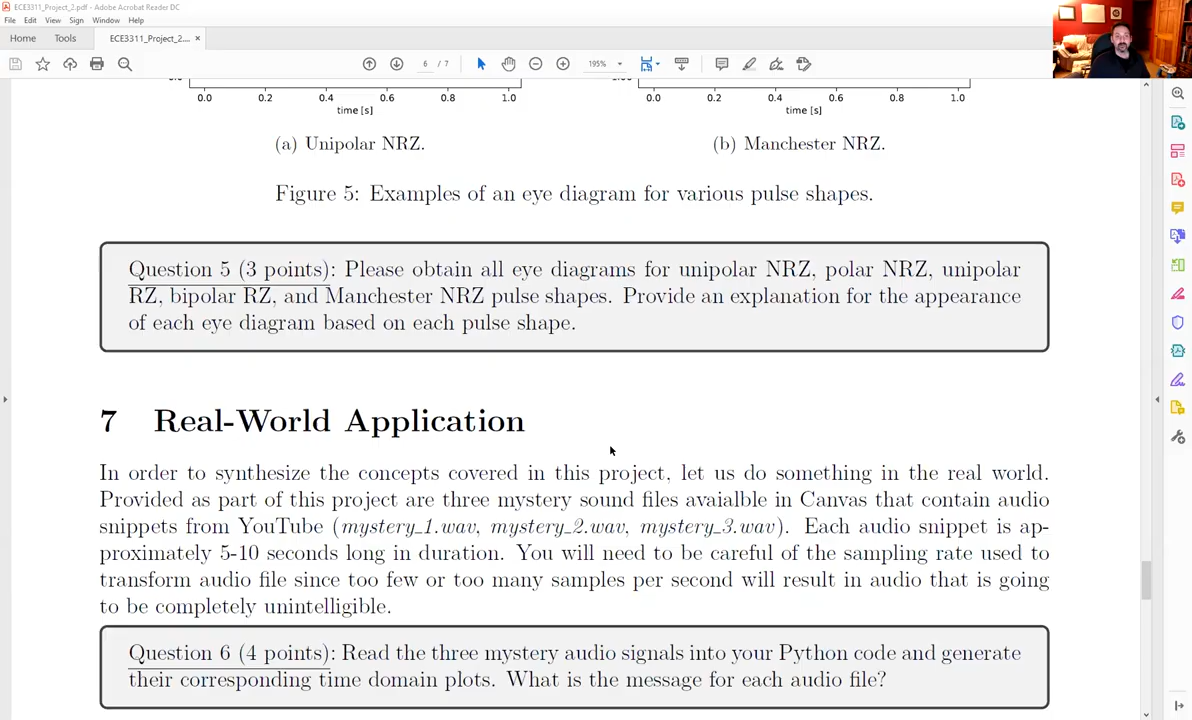 ECE3311_Project_2.pdf - Adobe Acrobat Reader DC
File Edit View Sign Window Help
Home Tools ECE3311_Project_2.... ×
6 / 7 195%
0.0 0.2 0.4 0.6 0.8 1.0 0.0 0.2 0.4 0.6 0.8 1.0
time [s] time [s]
(a) Unipolar NRZ. (b) Manchester NRZ.
Figure 5: Examples of an eye diagram for various pulse shapes.
Question 5 (3 points): Please obtain all eye diagrams for unipolar NRZ, polar NRZ, unipolar
RZ, bipolar RZ, and Manchester NRZ pulse shapes. Provide an explanation for the appearance
of each eye diagram based on each pulse shape.
7 Real-World Application
In order to synthesize the concepts covered in this project, let us do something in the real world.
Provided as part of this project are three mystery sound files avaialble in Canvas that contain audio
snippets from YouTube (mystery_1.wav, mystery_2.wav, mystery_3.wav). Each audio snippet is ap-
proximately 5-10 seconds long in duration. You will need to be careful of the sampling rate used to
transform audio file since too few or too many samples per second will result in audio that is going
to be completely unintelligible.
Question 6 (4 points): Read the three mystery audio signals into your Python code and generate
their corresponding time domain plots. What is the message for each audio file?